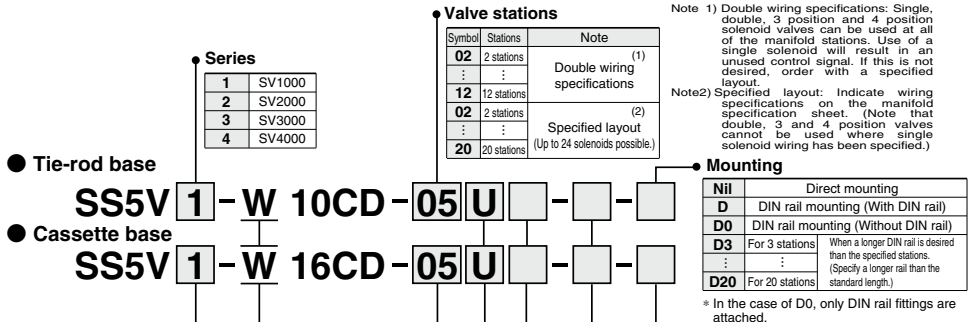 Valve stations
Symbol Stations Note
02 2 stations (1)
⋮ ⋮ Double wiring
specifications
12 12 stations
02 2 stations (2)
⋮ ⋮ Specified layout
20 20 stations (Up to 24 solenoids possible.)
Note 1) Double wiring specifications: Single,
double, 3 position and 4 position
solenoid valves can be used at all
of the manifold stations. Use of a
single solenoid will result in an
unused control signal. If this is not
desired, order with a specified
layout.
Note2) Specified layout: Indicate wiring
specifications on the manifold
specification sheet. (Note that
double, 3 and 4 position valves
cannot be used where single
solenoid wiring has been specified.)
Series
1 SV1000
2 SV2000
3 SV3000
4 SV4000
● Tie-rod base
SS5V 1 - W 10CD - 05 U - -
● Cassette base
SS5V 1 - W 16CD - 05 U - -
Mounting
Nil Direct mounting
D DIN rail mounting (With DIN rail)
D0 DIN rail mounting (Without DIN rail)
D3 For 3 stations When a longer DIN rail is desired
than the specified stations.
⋮ ⋮ (Specify a longer rail than the
D20 For 20 stations standard length.)
* In the case of D0, only DIN rail fittings are
attached.